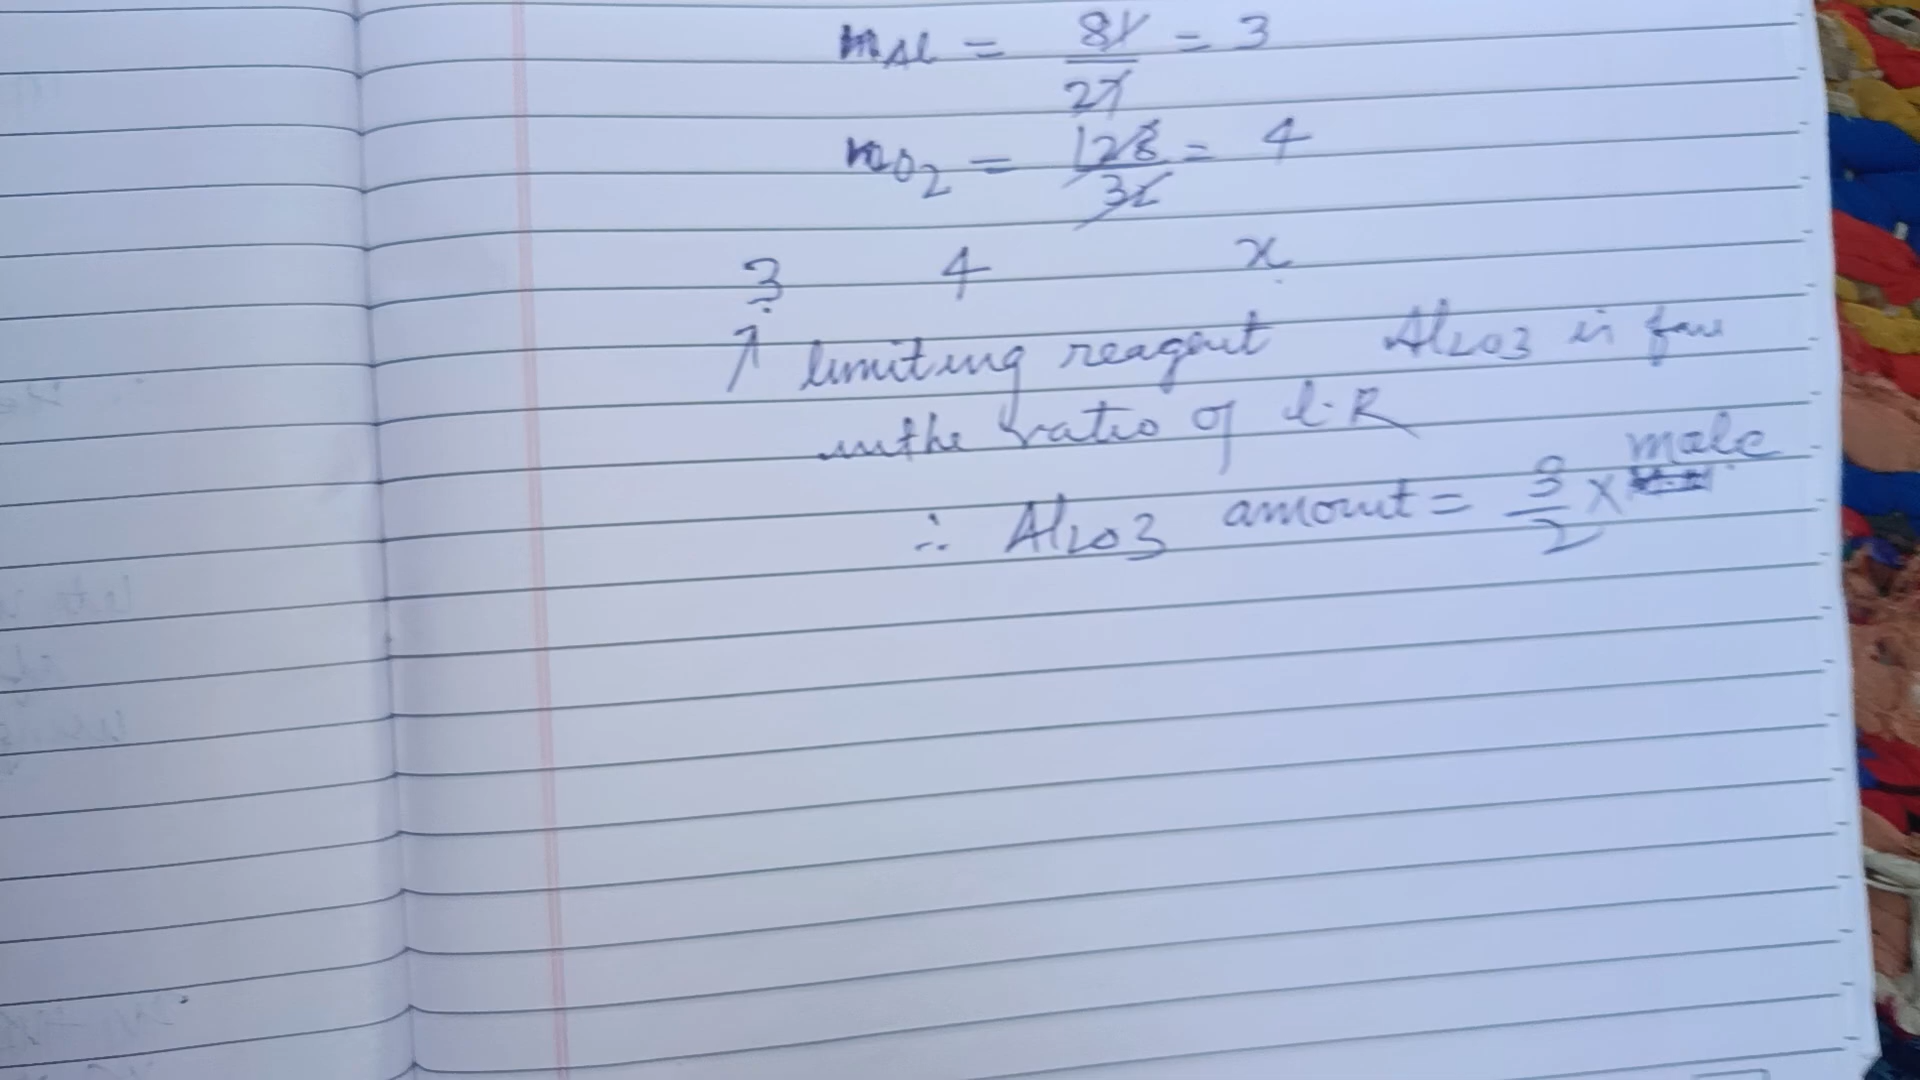 nAl = 81/27 = 3
nO2 = 128/32 = 4
3 4 x
↑ limiting reagent Al2O3 is
in the ratio of L.R
∴ Al2O3 amount = 3/2 × mole